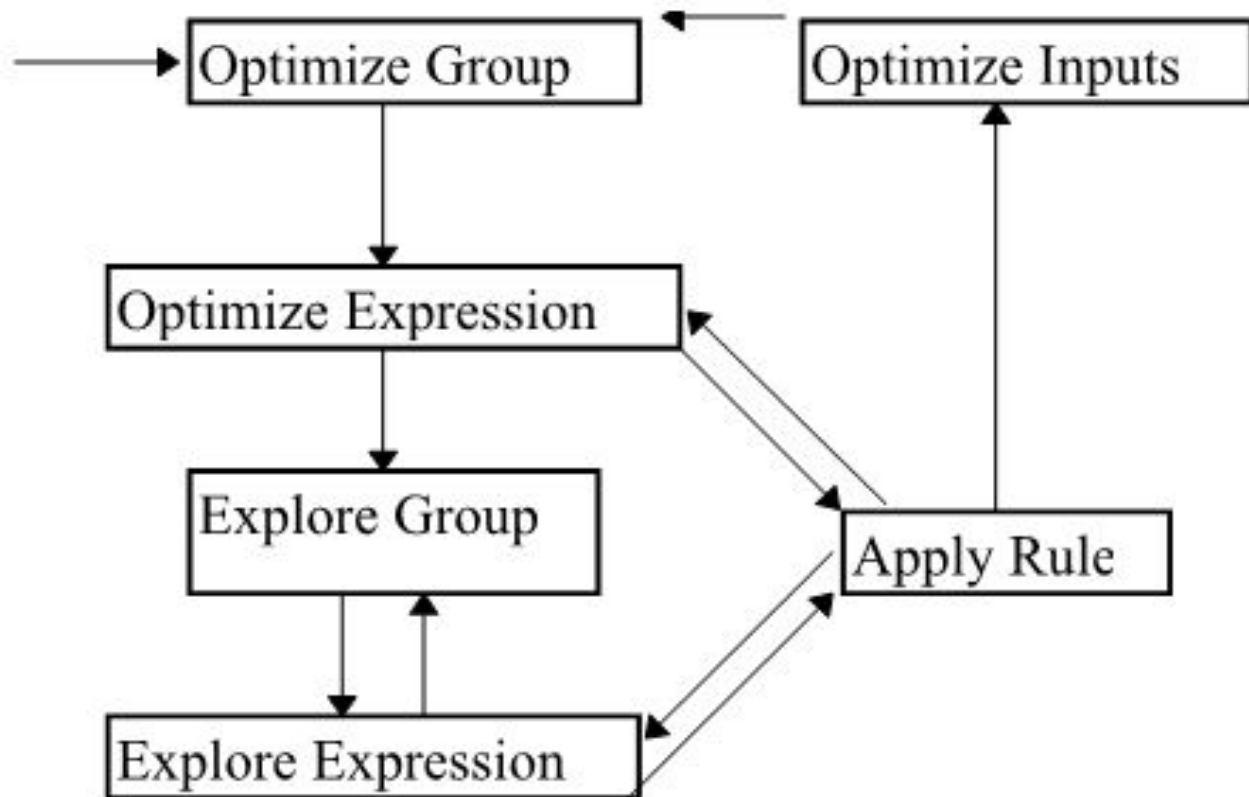 Optimize Group
Optimize Inputs
Optimize Expression
Explore Group
Apply Rule
Explore Expression